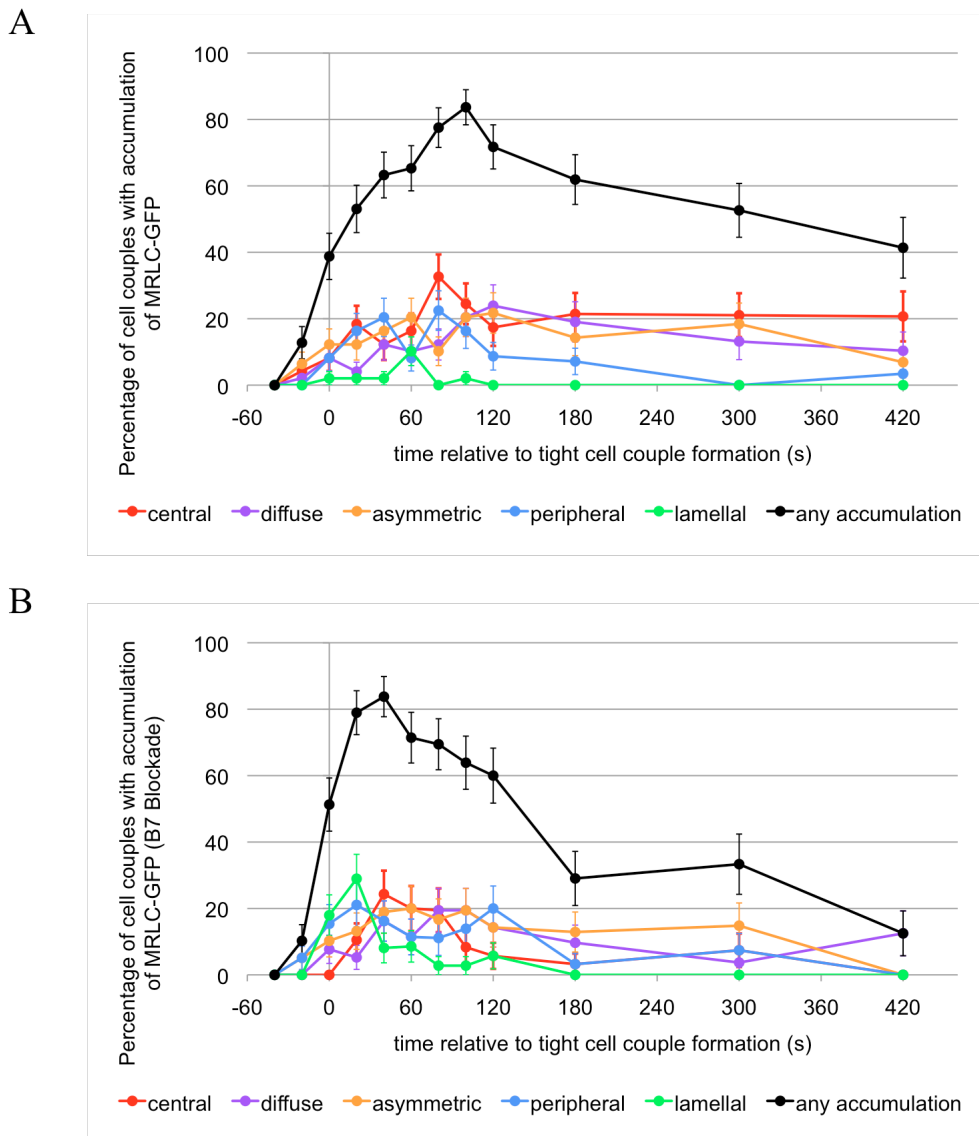 A
Percentage of cell couples with accumulation
of MRLC-GFP
100
80
60
40
20
0
-60 0 60 120 180 240 300 360 420
time relative to tight cell couple formation (s)
central diffuse asymmetric peripheral lamellal any accumulation
B
Percentage of cell couples with accumulation
of MRLC-GFP (B7 Blockade)
100
80
60
40
20
0
-60 0 60 120 180 240 300 360 420
time relative to tight cell couple formation (s)
central diffuse asymmetric peripheral lamellal any accumulation